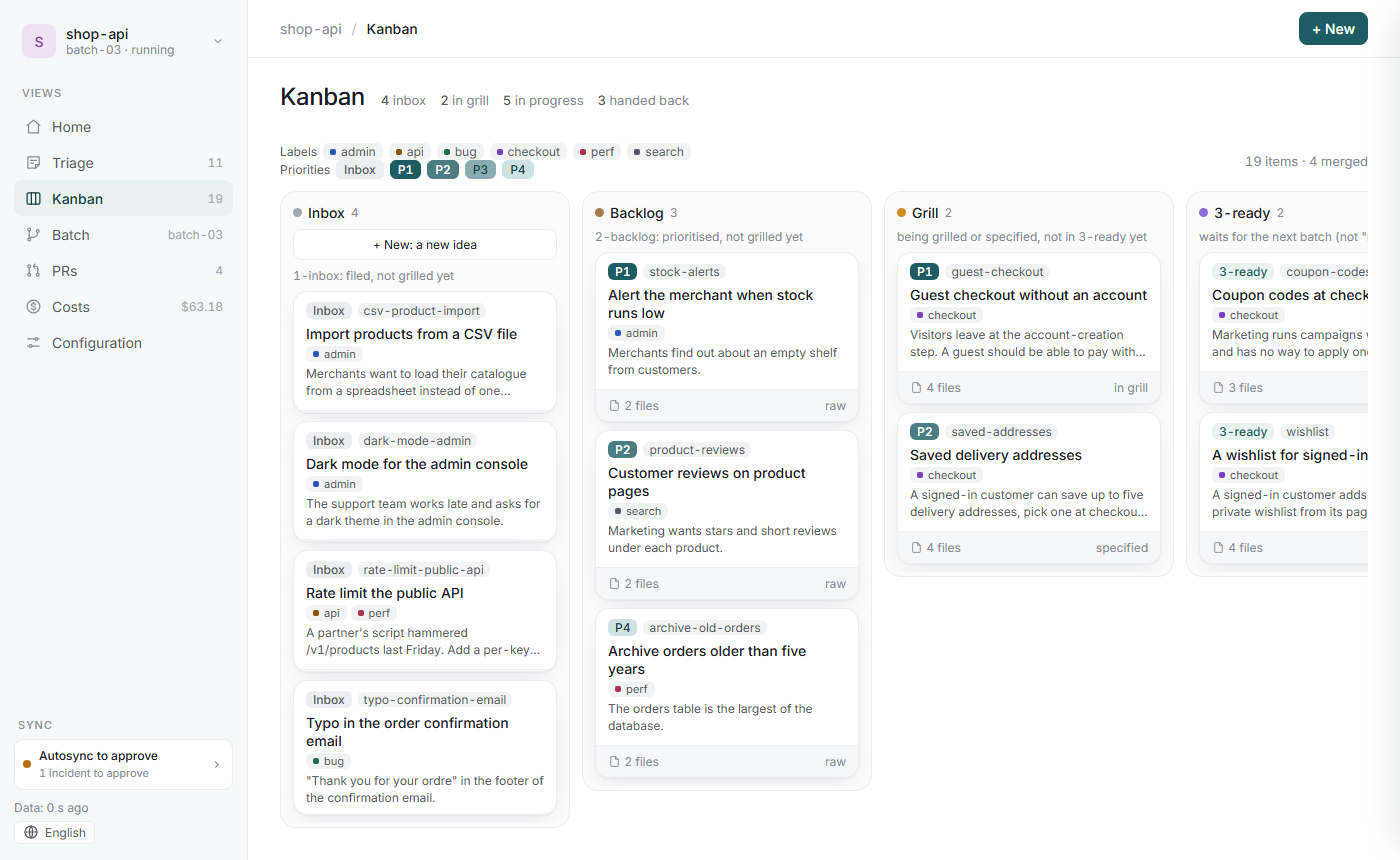 S
shop-api
batch-03 · running
VIEWS
Home
Triage 11
Kanban 19
Batch batch-03
PRs 4
Costs $63.18
Configuration
SYNC
Autosync to approve
1 incident to approve
Data: 0 s ago
English
shop-api / Kanban
+ New
Kanban 4 inbox 2 in grill 5 in progress 3 handed back
Labels admin api bug checkout perf search
Priorities Inbox P1 P2 P3 P4
19 items · 4 merged
Inbox 4
+ New: a new idea
1-inbox: filed, not grilled yet
Inbox csv-product-import
Import products from a CSV file
admin
Merchants want to load their catalogue
from a spreadsheet instead of one...
Inbox dark-mode-admin
Dark mode for the admin console
admin
The support team works late and asks for
a dark theme in the admin console.
Inbox rate-limit-public-api
Rate limit the public API
api perf
A partner's script hammered
/v1/products last Friday. Add a per-key...
Inbox typo-confirmation-email
Typo in the order confirmation
email
bug
"Thank you for your ordre" in the footer of
the confirmation email.
Backlog 3
2-backlog: prioritised, not grilled yet
P1 stock-alerts
Alert the merchant when stock
runs low
admin
Merchants find out about an empty shelf
from customers.
2 files raw
P2 product-reviews
Customer reviews on product
pages
search
Marketing wants stars and short reviews
under each product.
2 files raw
P4 archive-old-orders
Archive orders older than five
years
perf
The orders table is the largest of the
database.
2 files raw
Grill 2
being grilled or specified, not in 3-ready yet
P1 guest-checkout
Guest checkout without an account
checkout
Visitors leave at the account-creation
step. A guest should be able to pay with...
4 files in grill
P2 saved-addresses
Saved delivery addresses
checkout
A signed-in customer can save up to five
delivery addresses, pick one at checkou...
4 files specified
3-ready 2
waits for the next batch (not "
3-ready coupon-codes
Coupon codes at check
checkout
Marketing runs campaigns
and has no way to apply one
3 files
3-ready wishlist
A wishlist for signed-in
checkout
A signed-in customer adds
private wishlist from its pag
4 files